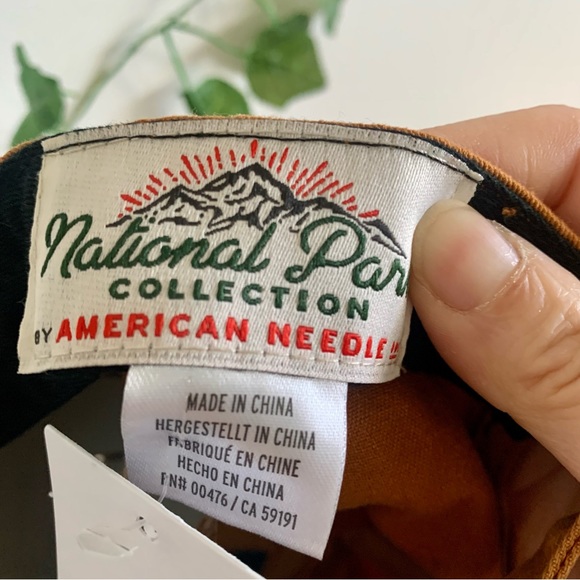 National Park
COLLECTION
BY AMERICAN NEEDLE
MADE IN CHINA
HERGESTELLT IN CHINA
FABRIQUÉ EN CHINE
HECHO EN CHINA
RN# 00476 / CA 59191